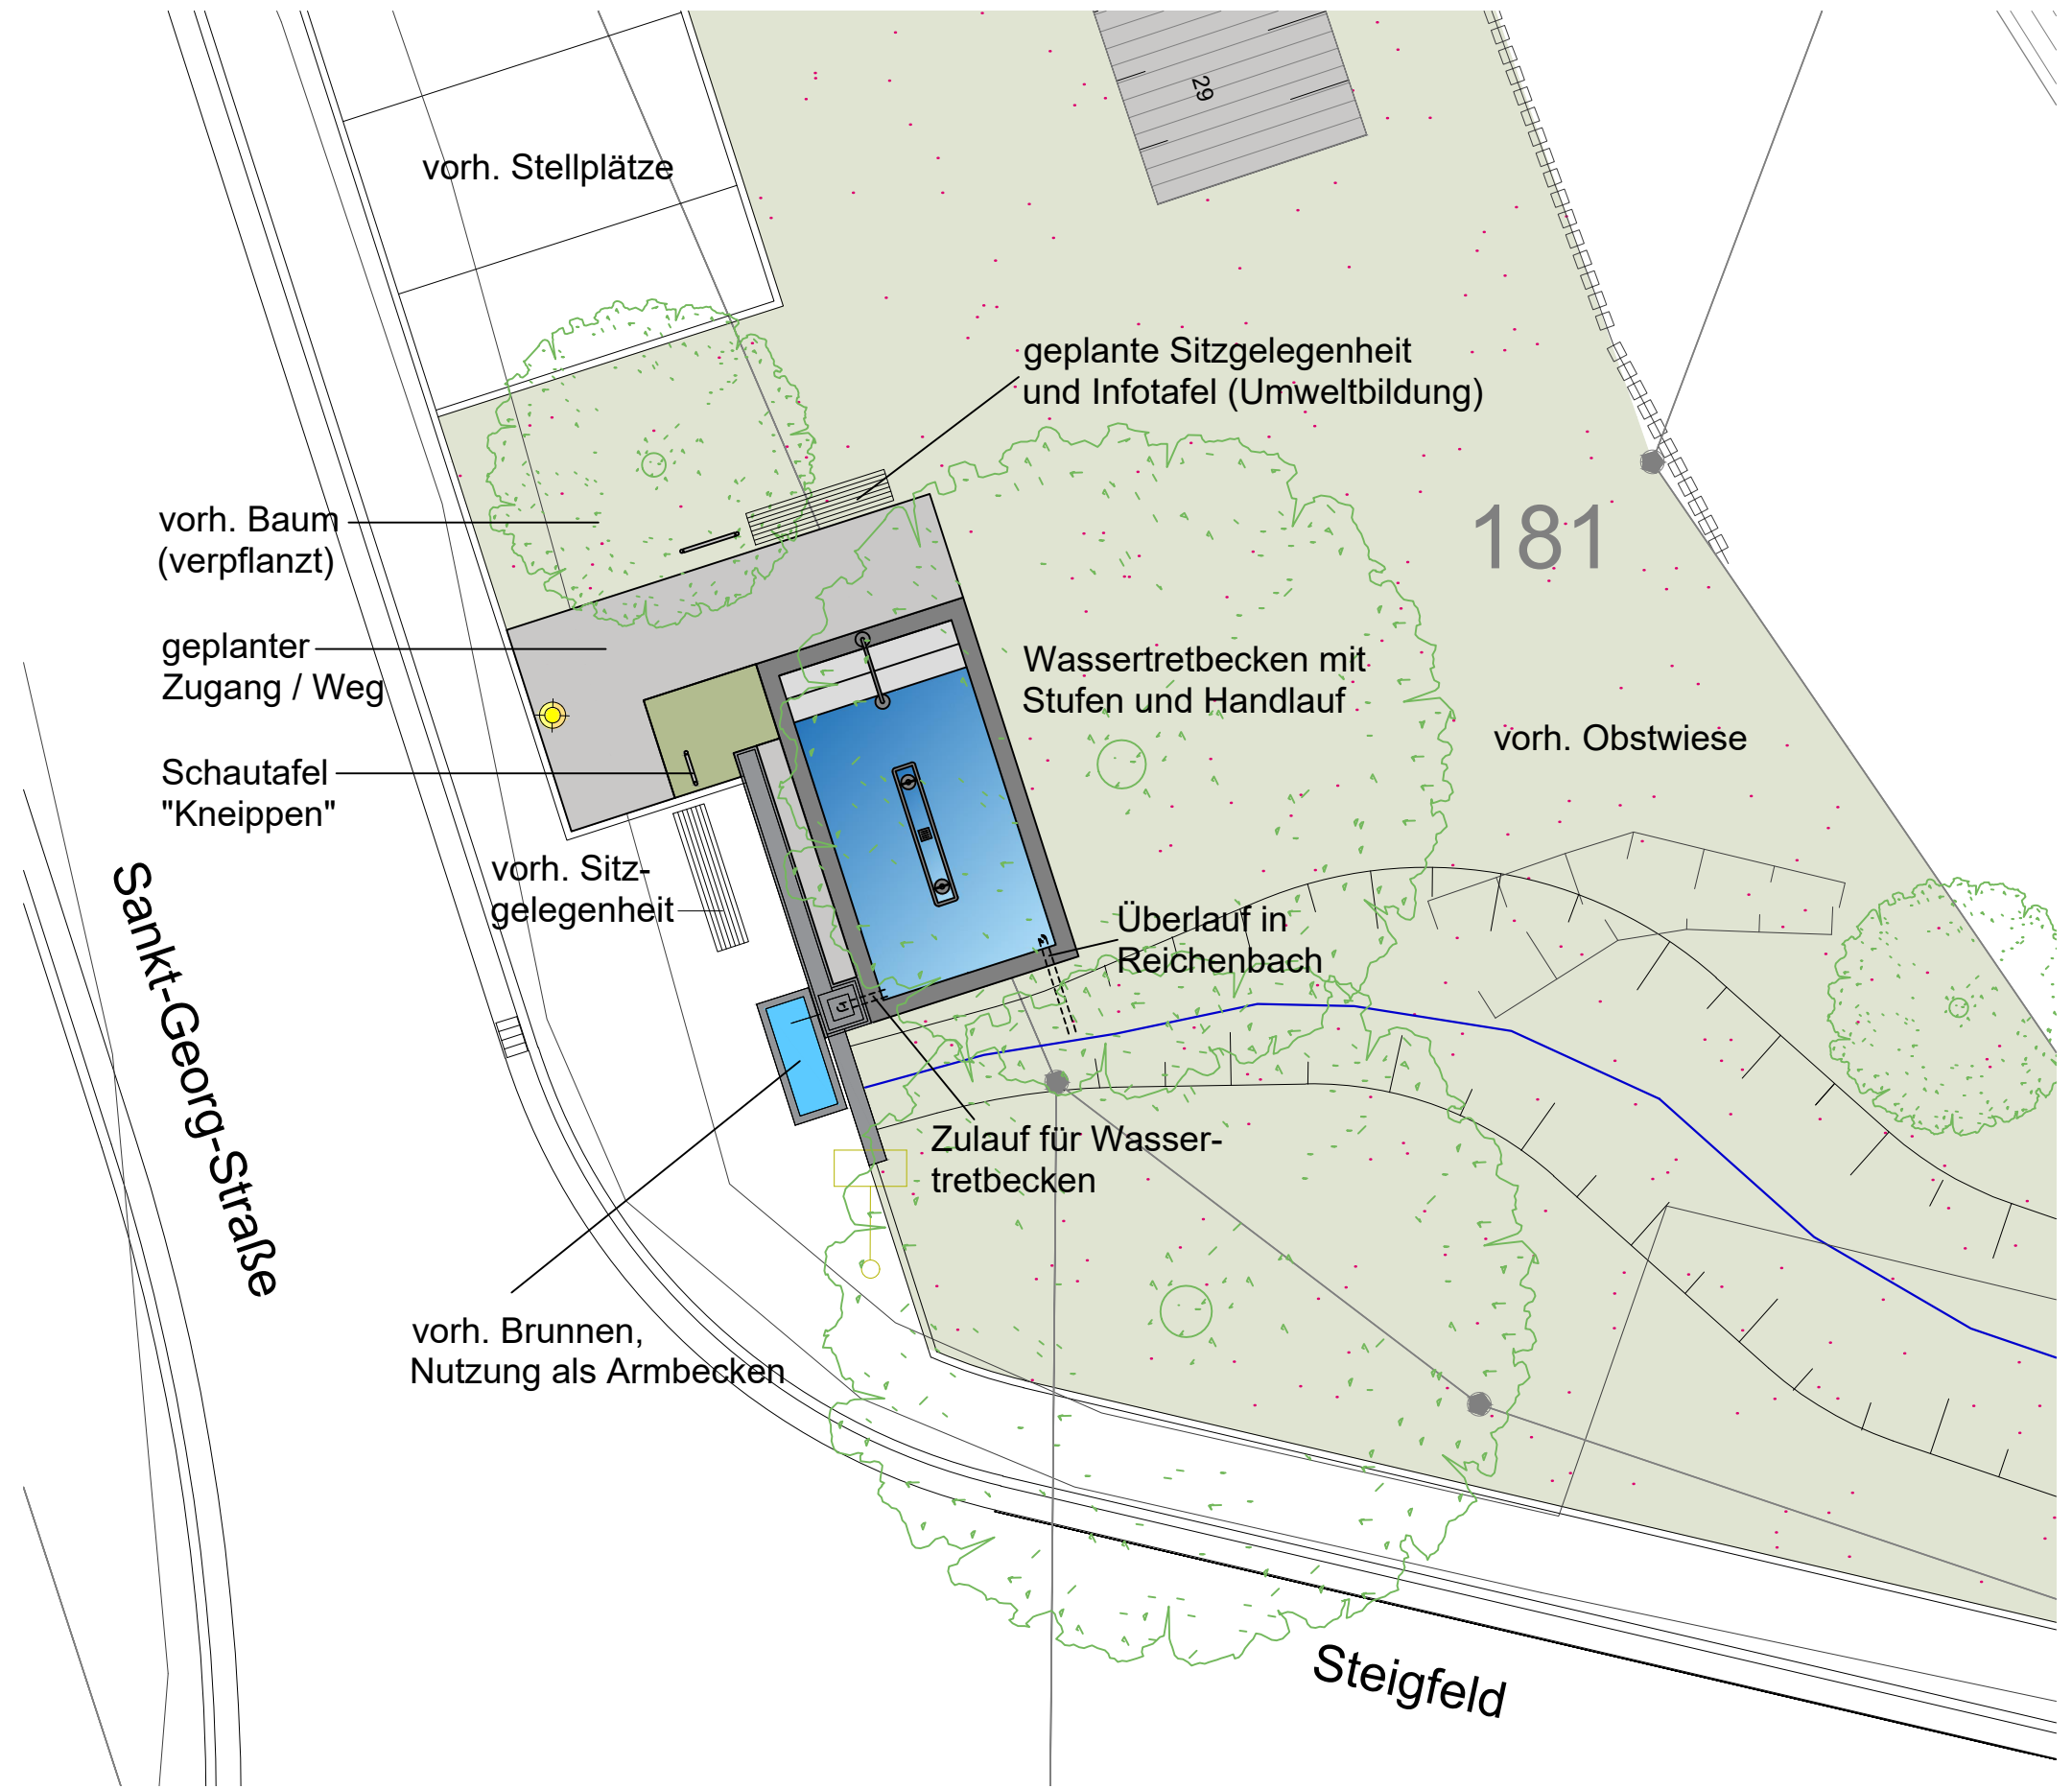 29
vorh. Stellplätze
geplante Sitzgelegenheit
und Infotafel (Umweltbildung)
vorh. Baum
(verpflanzt)
181
geplanter
Zugang / Weg
Wassertretbecken mit
Stufen und Handlauf
vorh. Obstwiese
Schautafel
"Kneippen"
vorh. Sitz-
gelegenheit
Überlauf in
Reichenbach
Sankt-Georg-Straße
Zulauf für Wasser-
tretbecken
vorh. Brunnen,
Nutzung als Armbecken
Steigfeld